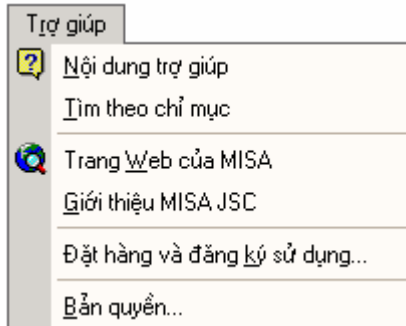 Trợ giúp
Nội dung trợ giúp
Tìm theo chỉ mục
Trang Web của MISA
Giới thiệu MISA JSC
Đặt hàng và đăng ký sử dụng...
Bản quyền...